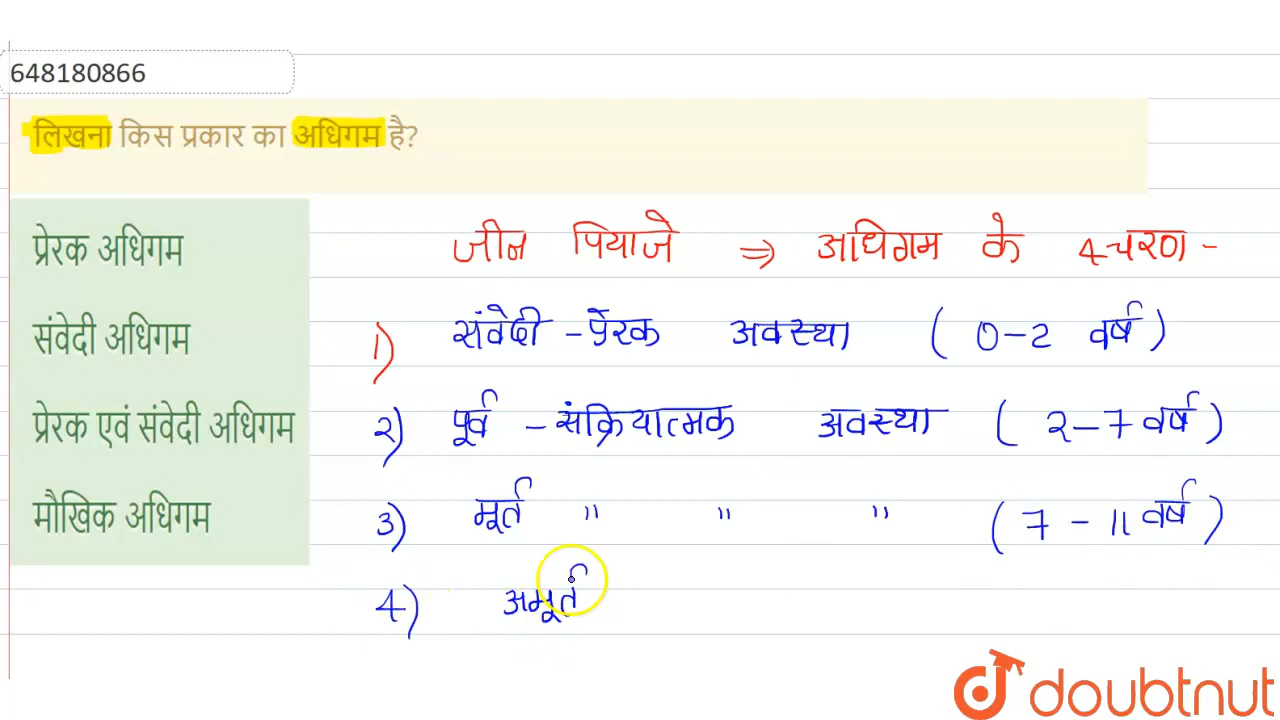 648180866
लिखना किस प्रकार का अधिगम है?
प्रेरक अधिगम
संवेदी अधिगम
प्रेरक एवं संवेदी अधिगम
मौखिक अधिगम
जीन पियाजे ⇒ अधिगम के 4 चरण -
1) संवेदी - प्रेरक अवस्था ( 0-2 वर्ष )
2) पूर्व - संक्रियात्मक अवस्था ( 2-7 वर्ष )
3) मूर्त " " " ( 7 - 11 वर्ष )
4) अमूर्त
doubtnut